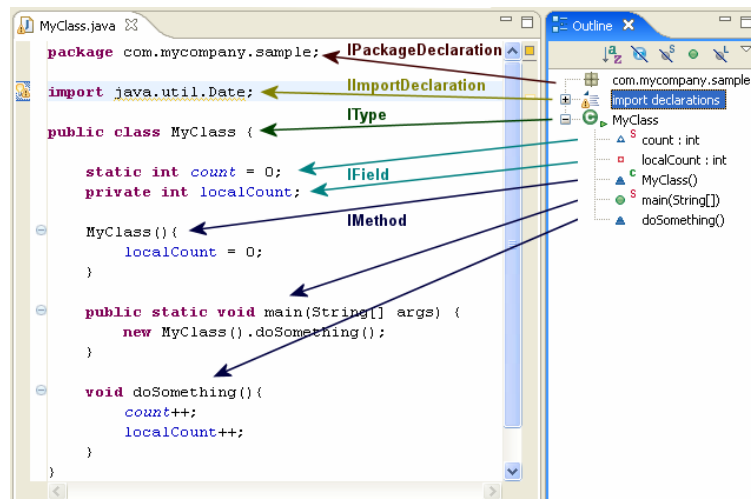 MyClass.java
package com.mycompany.sample;
IPackageDeclaration
import java.util.Date;
IImportDeclaration
public class MyClass {
IType
static int count = 0;
private int localCount;
IField
MyClass(){
IMethod
localCount = 0;
}
public static void main(String[] args) {
new MyClass().doSomething();
}
void doSomething(){
count++;
localCount++;
}
}
Outline
com.mycompany.sample
import declarations
MyClass
S count : int
localCount : int
C MyClass()
S main(String[])
doSomething()